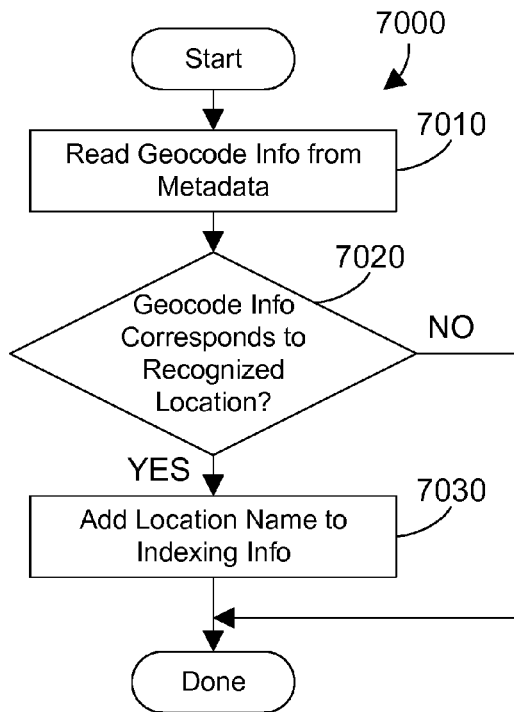 7000
Start
7010
Read Geocode Info from
Metadata
7020
Geocode Info
Corresponds to
Recognized
Location?
NO
YES
7030
Add Location Name to
Indexing Info
Done